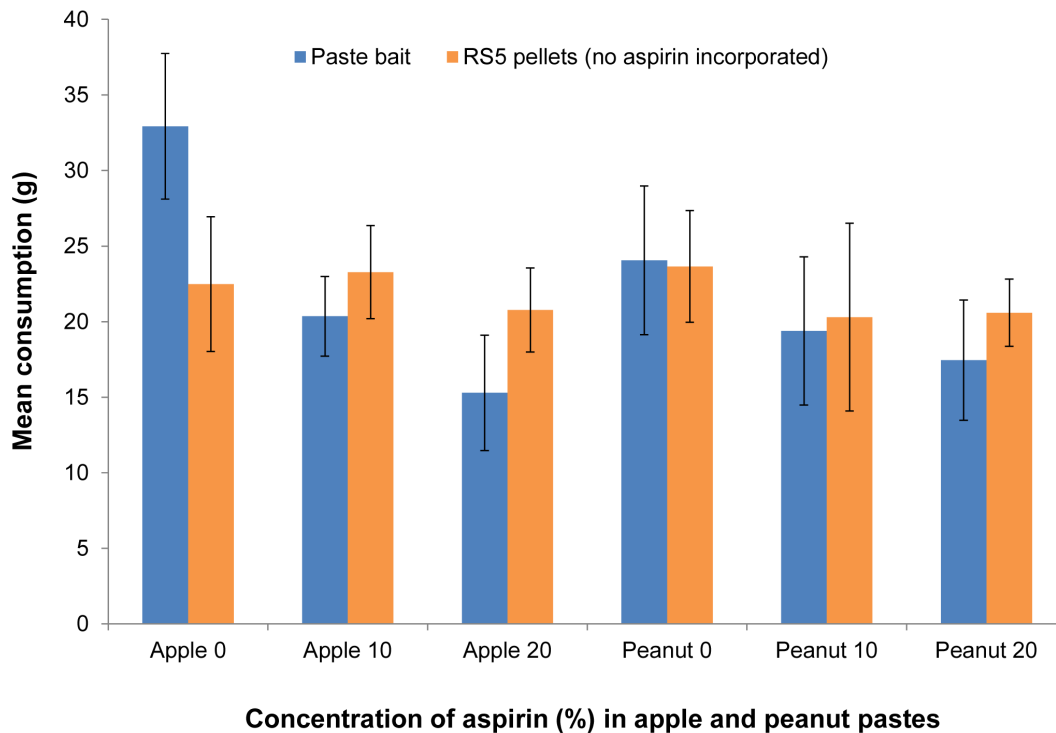 40
35
30
25
20
15
10
5
0
Mean consumption (g)
Paste bait
RS5 pellets (no aspirin incorporated)
Apple 0
Apple 10
Apple 20
Peanut 0
Peanut 10
Peanut 20
Concentration of aspirin (%) in apple and peanut pastes